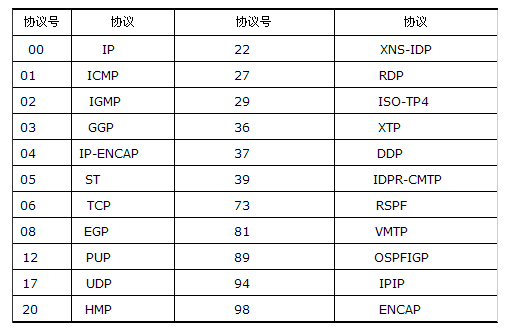 协议号 协议 协议号 协议
00 IP 22 XNS-IDP
01 ICMP 27 RDP
02 IGMP 29 ISO-TP4
03 GGP 36 XTP
04 IP-ENCAP 37 DDP
05 ST 39 IDPR-CMTP
06 TCP 73 RSPF
08 EGP 81 VMTP
12 PUP 89 OSPFIGP
17 UDP 94 IPIP
20 HMP 98 ENCAP